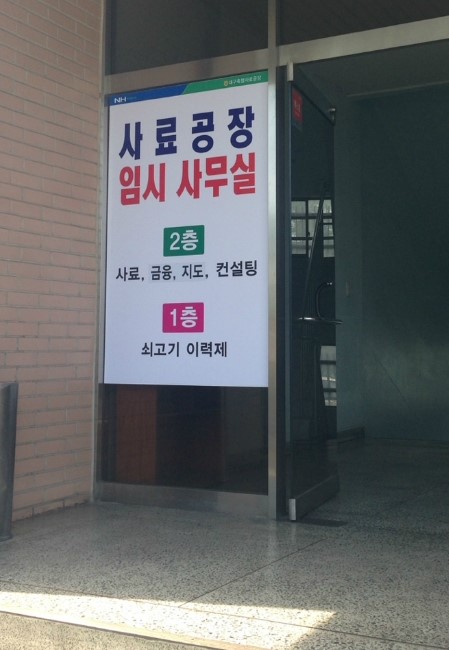 NH
사료공장
임시 사무실
2층
사료, 금융, 지도, 컨설팅
1층
쇠고기 이력제